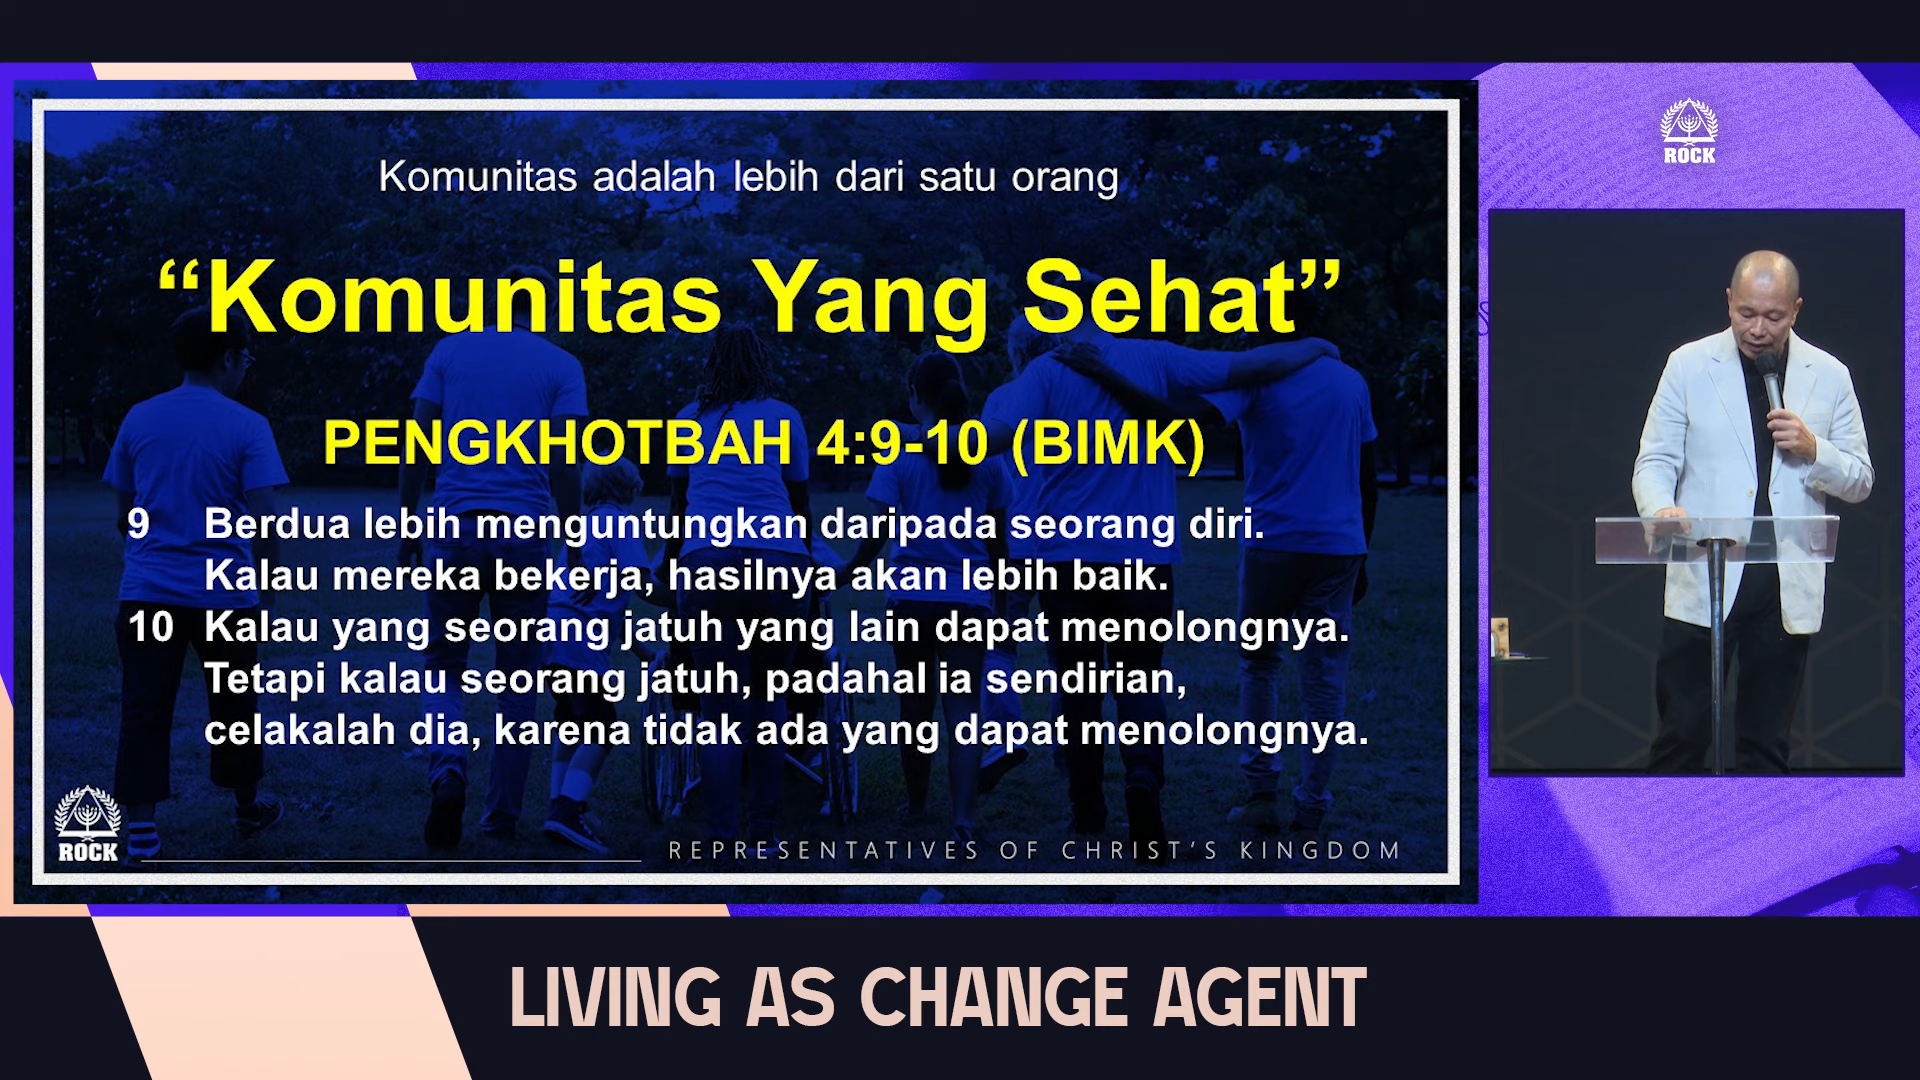 Komunitas adalah lebih dari satu orang
“Komunitas Yang Sehat”
PENGKHOTBAH 4:9-10 (BIMK)
9 Berdua lebih menguntungkan daripada seorang diri.
Kalau mereka bekerja, hasilnya akan lebih baik.
10 Kalau yang seorang jatuh yang lain dapat menolongnya.
Tetapi kalau seorang jatuh, padahal ia sendirian,
celakalah dia, karena tidak ada yang dapat menolongnya.
ROCK
REPRESENTATIVES OF CHRIST’S KINGDOM
ROCK
LIVING AS CHANGE AGENT